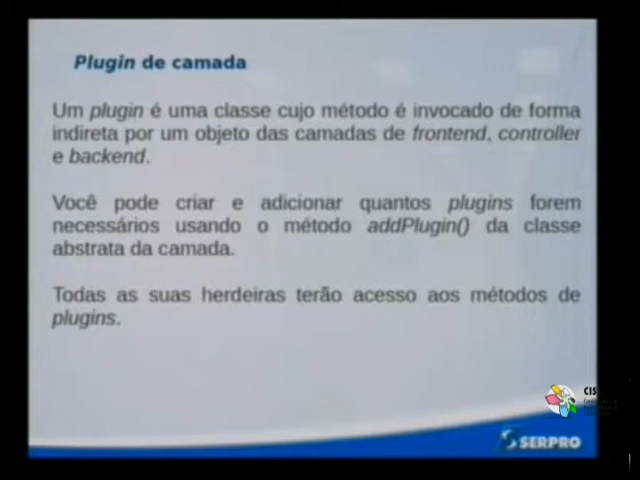 Plugin de camada
Um plugin é uma classe cujo método é invocado de forma
indireta por um objeto das camadas de frontend, controller
e backend.
Você pode criar e adicionar quantos plugins forem
necessários usando o método addPlugin() da classe
abstrata da camada.
Todas as suas herdeiras terão acesso aos métodos de
plugins.
CIS
SERPRO